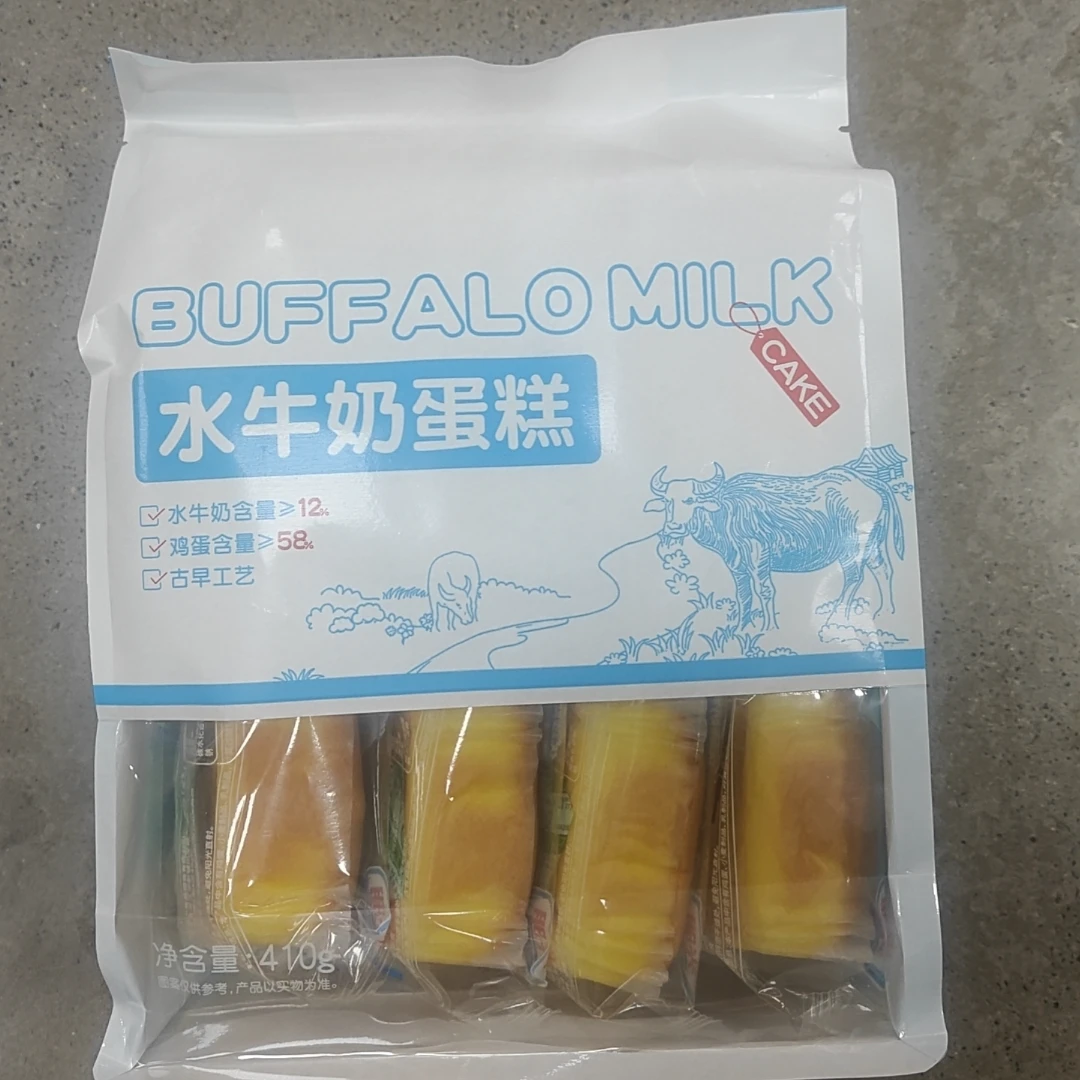 BUFFALO MILK
CAKE
水牛奶蛋糕
水牛奶含量≥12%
鸡蛋含量≥58%
古早工艺
净含量:410g
图案仅供参考,产品以实物为准。